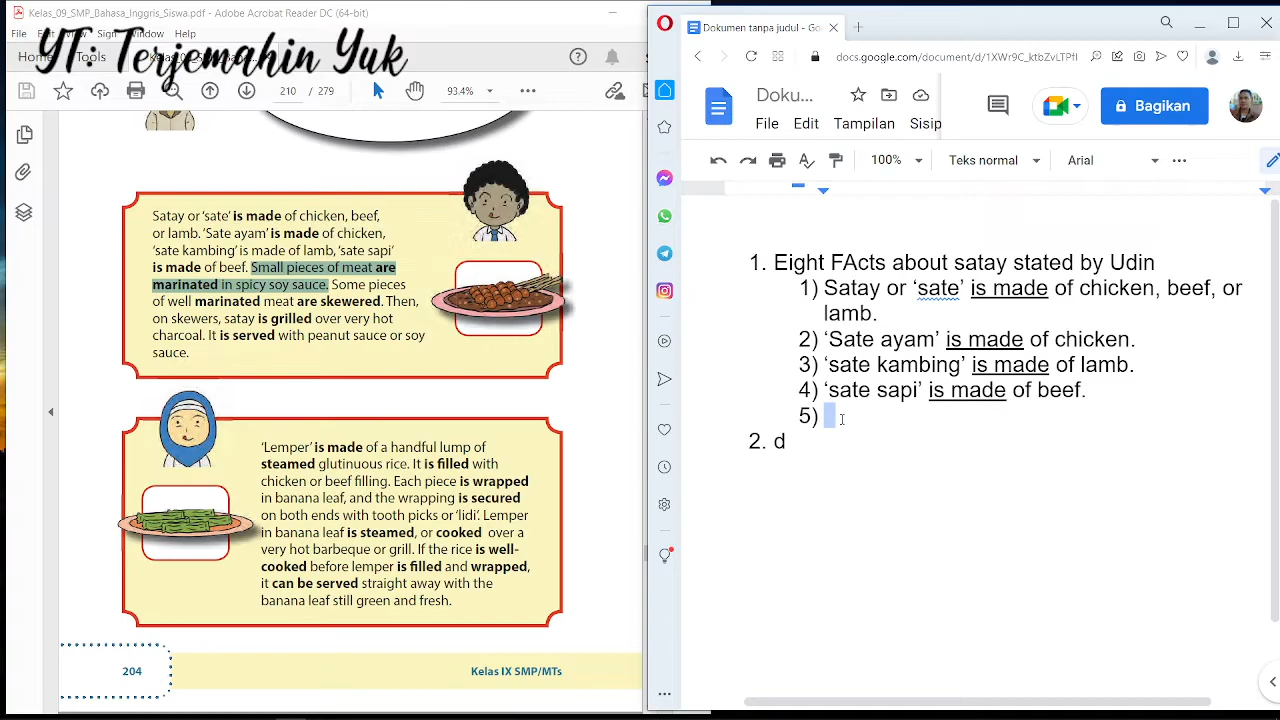 Kelas_09_SMP_Bahasa_Inggris_Siswa.pdf - Adobe Acrobat Reader DC (64-bit)
File Edit View Sign Window Help
YT: Terjemahin Yuk
Home
210 / 279
93.4%
Satay or ‘sate’ is made of chicken, beef,
or lamb. ‘Sate ayam’ is made of chicken,
‘sate kambing’ is made of lamb, ‘sate sapi’
is made of beef. Small pieces of meat are
marinated in spicy soy sauce. Some pieces
of well marinated meat are skewered. Then,
on skewers, satay is grilled over very hot
charcoal. It is served with peanut sauce or soy
sauce.
‘Lemper’ is made of a handful lump of
steamed glutinous rice. It is filled with
chicken or beef filling. Each piece is wrapped
in banana leaf, and the wrapping is secured
on both ends with tooth picks or ‘lidi’. Lemper
in banana leaf is steamed, or cooked over a
very hot barbeque or grill. If the rice is well-
cooked before lemper is filled and wrapped,
it can be served straight away with the
banana leaf still green and fresh.
204
Kelas IX SMP/MTs
Dokumen tanpa judul - Goo
docs.google.com/document/d/1XWr9C_ktbZvLTPfl
Doku...
File Edit Tampilan Sisip
Bagikan
100%
Teks normal
Arial
1. Eight FActs about satay stated by Udin
1) Satay or ‘sate’ is made of chicken, beef, or
lamb.
2) ‘Sate ayam’ is made of chicken.
3) ‘sate kambing’ is made of lamb.
4) ‘sate sapi’ is made of beef.
5)
2. d